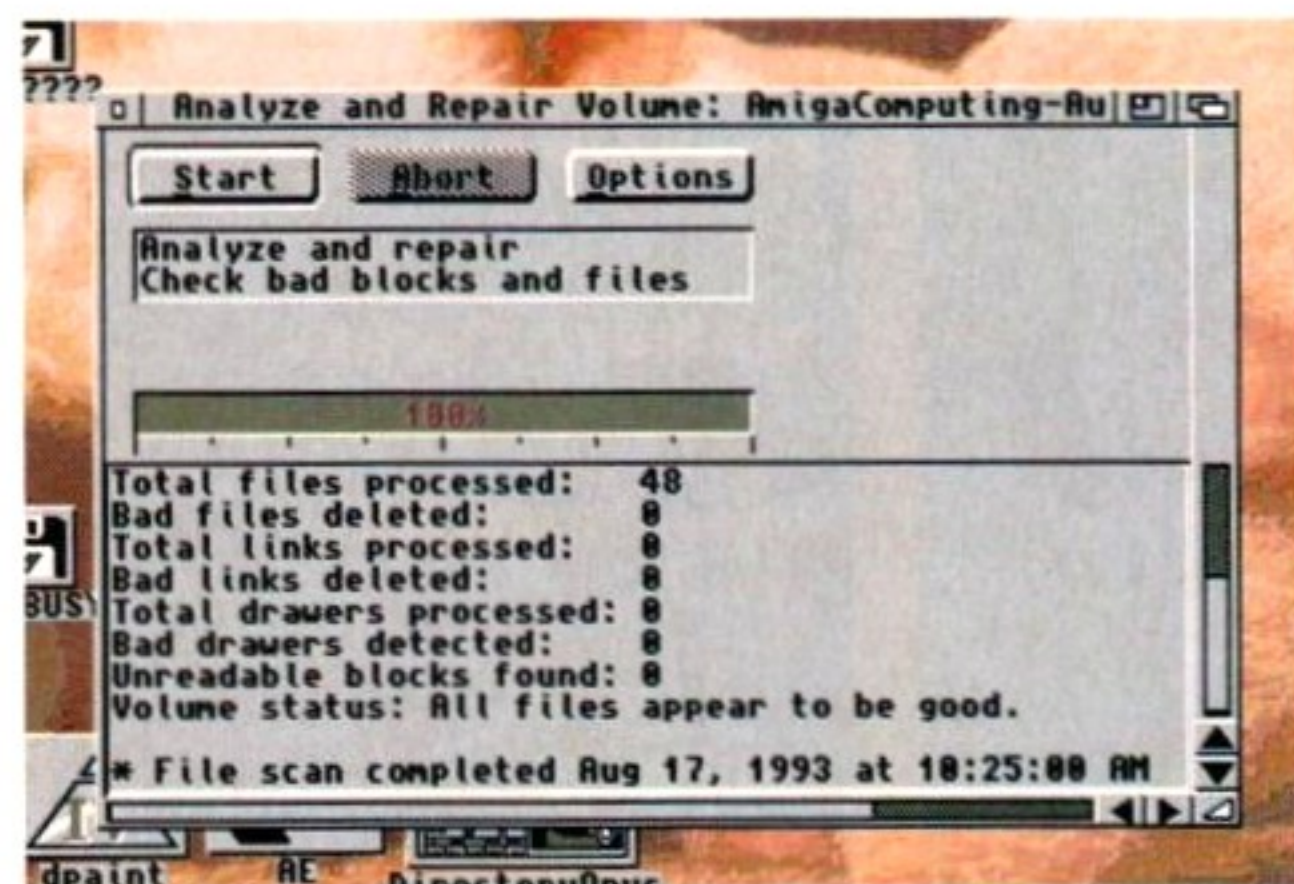 ????
Analyze and Repair Volume: AmigaComputing-Au
Start Abort Options
Analyze and repair
Check bad blocks and files
100%
Total files processed: 48
Bad files deleted: 0
Total links processed: 0
Bad links deleted: 0
Total drawers processed: 0
Bad drawers detected: 0
Unreadable blocks found: 0
Volume status: All files appear to be good.
* File scan completed Aug 17, 1993 at 10:25:00 AM
BUSY
dpaint AE DirectoryOpus